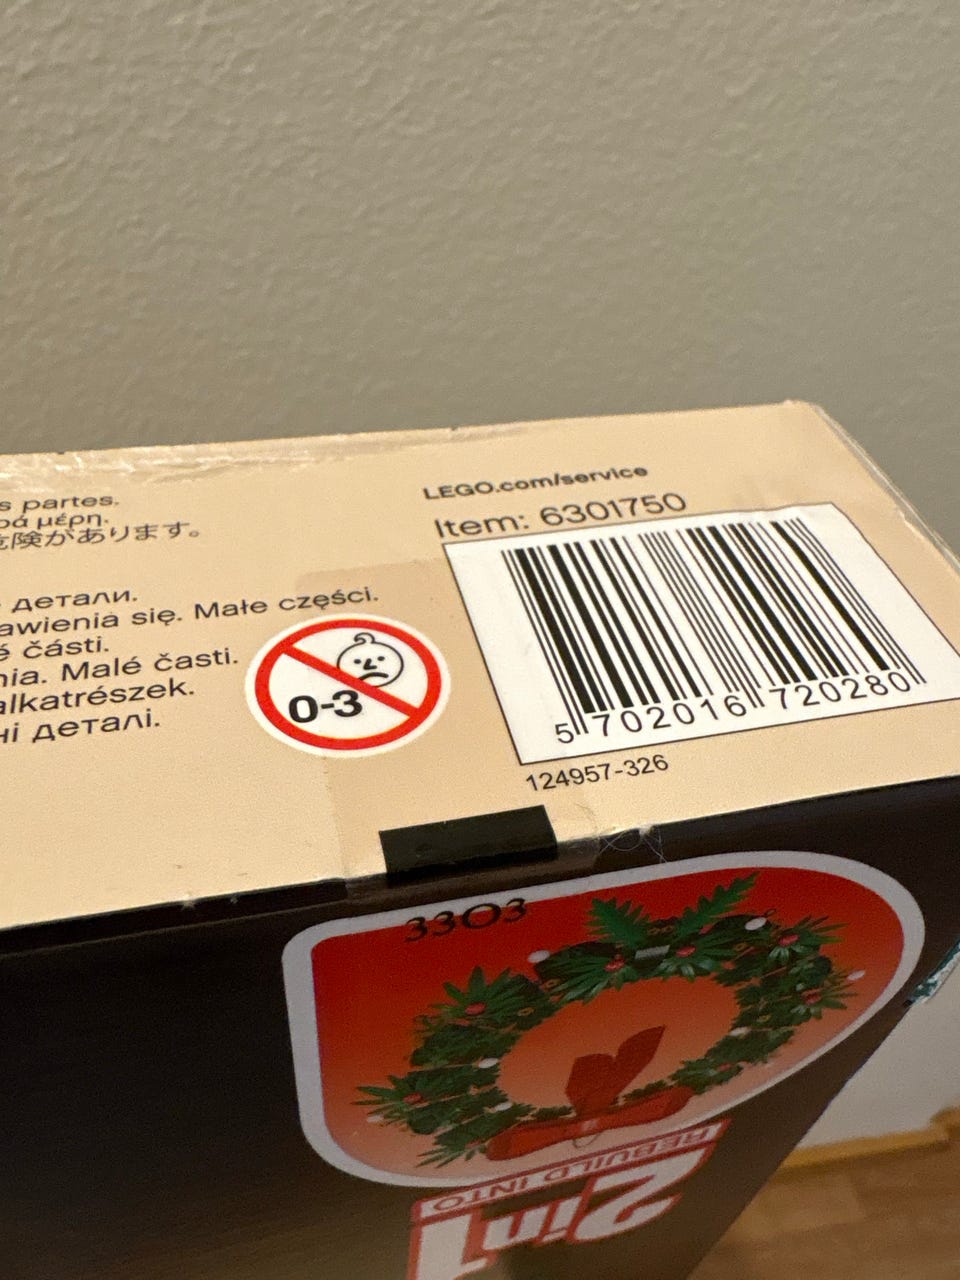 s partes.
ρά μέρη.
危険があります。
детали.
awienia się. Małe części.
é části.
nia. Malé časti.
alkatrészek.
ні деталі.
0-3
LEGO.com/service
Item: 6301750
5 702016 720280
124957-326
3303
REBUILD INTO
2in1